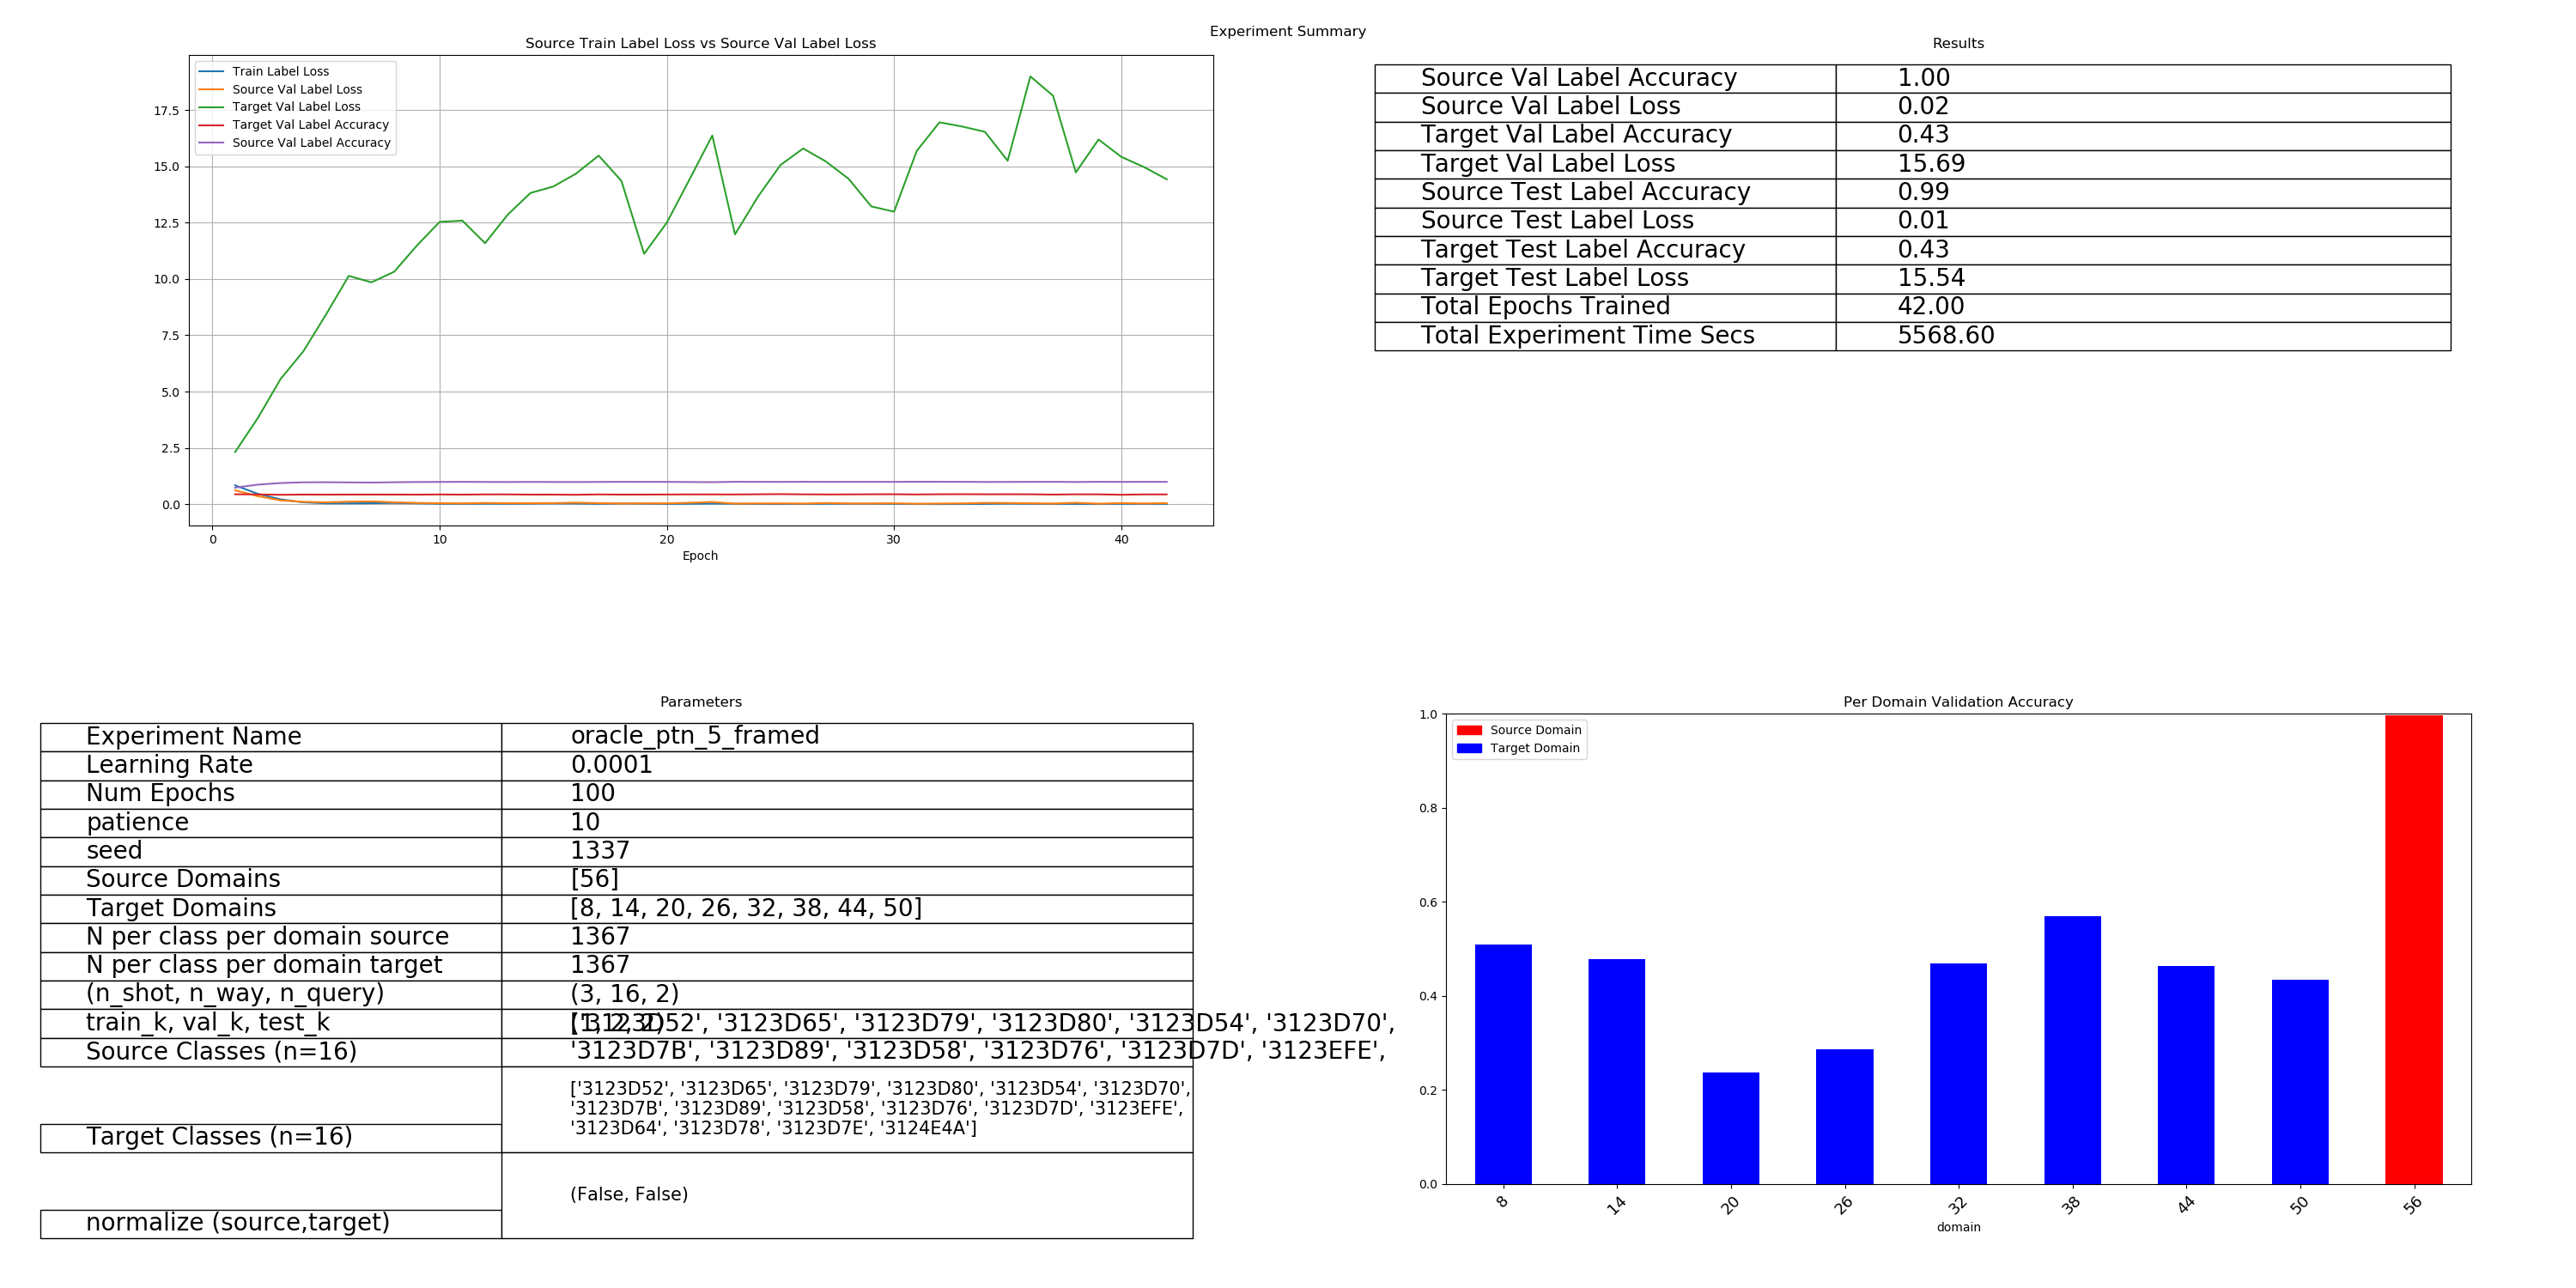 Experiment Summary
Source Train Label Loss vs Source Val Label Loss
Train Label Loss
Source Val Label Loss
Target Val Label Loss
Target Val Label Accuracy
Source Val Label Accuracy
17.5
15.0
12.5
10.0
7.5
5.0
2.5
0.0
0 10 20 30 40
Epoch
Results
Source Val Label Accuracy 1.00
Source Val Label Loss 0.02
Target Val Label Accuracy 0.43
Target Val Label Loss 15.69
Source Test Label Accuracy 0.99
Source Test Label Loss 0.01
Target Test Label Accuracy 0.43
Target Test Label Loss 15.54
Total Epochs Trained 42.00
Total Experiment Time Secs 5568.60
Parameters
Experiment Name oracle_ptn_5_framed
Learning Rate 0.0001
Num Epochs 100
patience 10
seed 1337
Source Domains [56]
Target Domains [8, 14, 20, 26, 32, 38, 44, 50]
N per class per domain source 1367
N per class per domain target 1367
(n_shot, n_way, n_query) (3, 16, 2)
train_k, val_k, test_k '3123D65', '3123D79', '3123D80', '3123D54', '3123D70',
Source Classes (n=16) '3123D7B', '3123D89', '3123D58', '3123D76', '3123D7D', '3123EFE',
['3123D52', '3123D65', '3123D79', '3123D80', '3123D54', '3123D70',
'3123D7B', '3123D89', '3123D58', '3123D76', '3123D7D', '3123EFE',
'3123D64', '3123D78', '3123D7E', '3124E4A']
Target Classes (n=16)
(False, False)
normalize (source,target)
Per Domain Validation Accuracy
Source Domain
Target Domain
1.0
0.8
0.6
0.4
0.2
0.0
8 14 20 26 32 38 44 50 56
domain